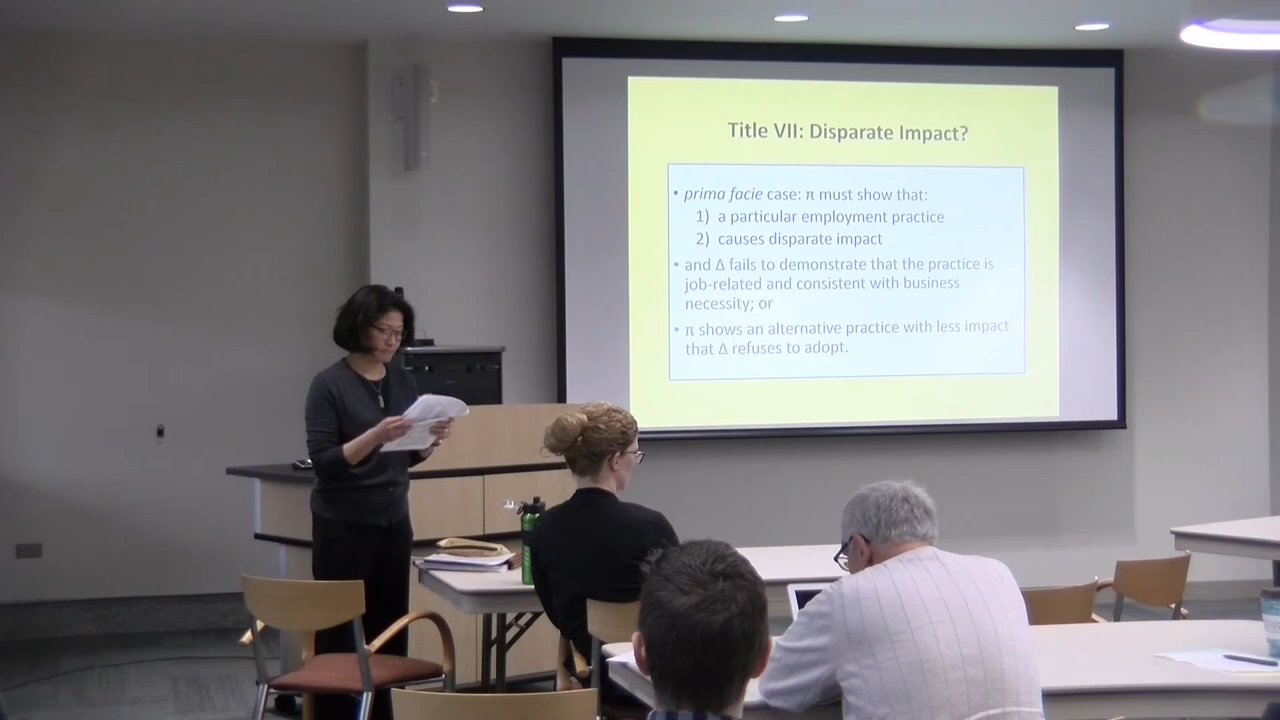 Title VII: Disparate Impact?
• prima facie case: π must show that:
1) a particular employment practice
2) causes disparate impact
• and Δ fails to demonstrate that the practice is
job-related and consistent with business
necessity; or
• π shows an alternative practice with less impact
that Δ refuses to adopt.